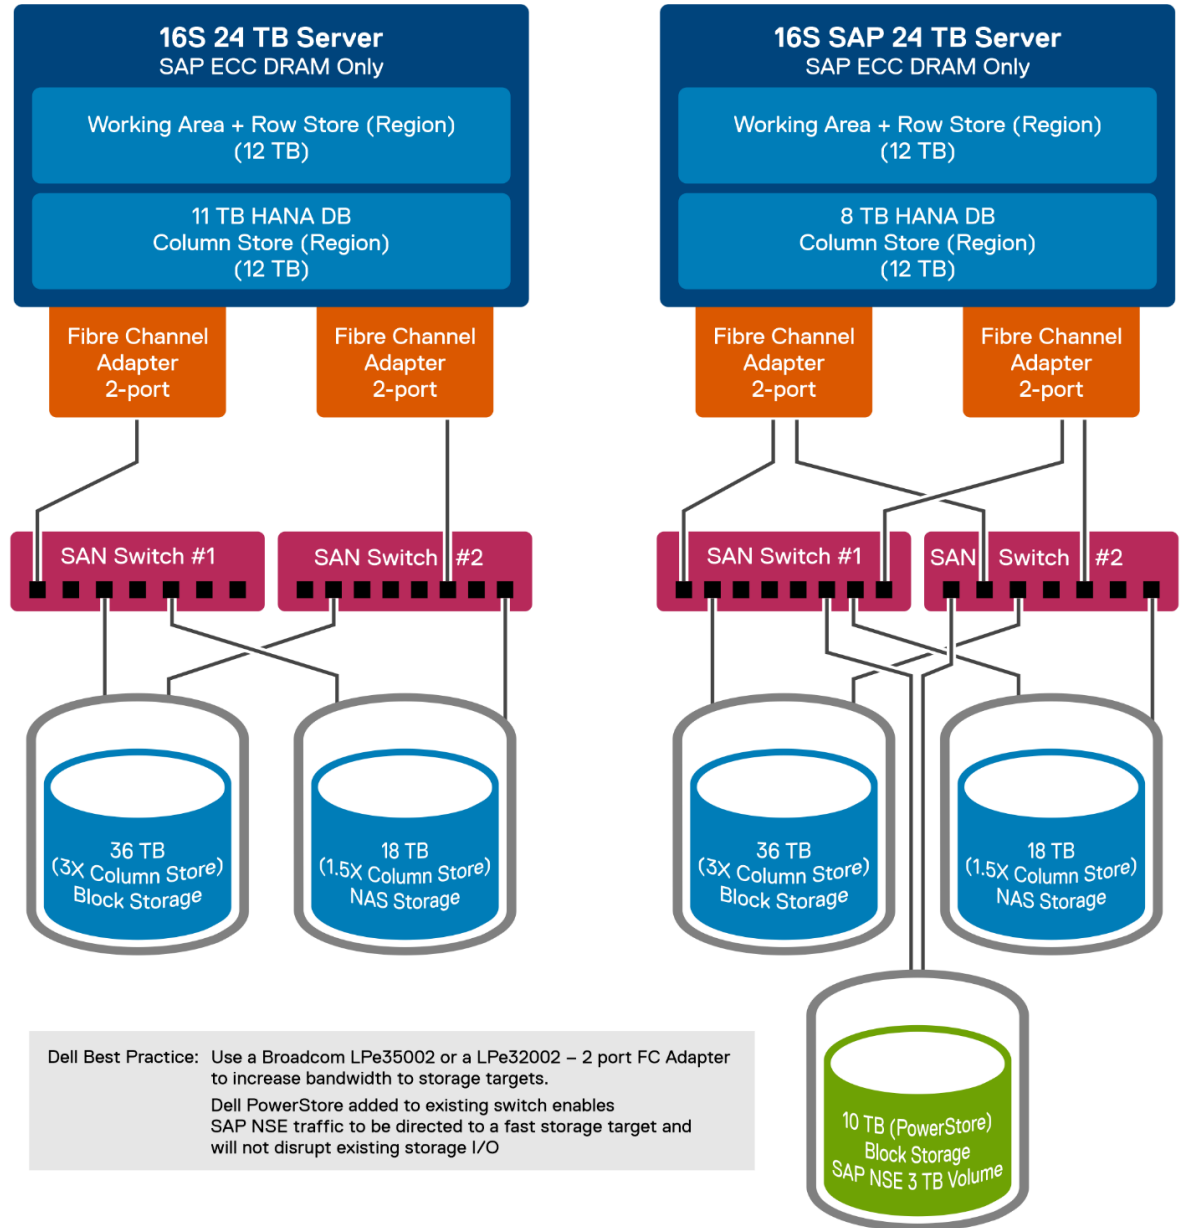 16S 24 TB Server
SAP ECC DRAM Only
Working Area + Row Store (Region)
(12 TB)
11 TB HANA DB
Column Store (Region)
(12 TB)
Fibre Channel
Adapter
2-port
Fibre Channel
Adapter
2-port
SAN Switch #1
SAN Switch #2
36 TB
(3X Column Store)
Block Storage
18 TB
(1.5X Column Store)
NAS Storage
16S SAP 24 TB Server
SAP ECC DRAM Only
Working Area + Row Store (Region)
(12 TB)
8 TB HANA DB
Column Store (Region)
(12 TB)
Fibre Channel
Adapter
2-port
Fibre Channel
Adapter
2-port
SAN Switch #1
SAN Switch #2
36 TB
(3X Column Store)
Block Storage
18 TB
(1.5X Column Store)
NAS Storage
10 TB (PowerStore)
Block Storage
SAP NSE 3 TB Volume
Dell Best Practice: Use a Broadcom LPe35002 or a LPe32002 – 2 port FC Adapter
to increase bandwidth to storage targets.
Dell PowerStore added to existing switch enables
SAP NSE traffic to be directed to a fast storage target and
will not disrupt existing storage I/O